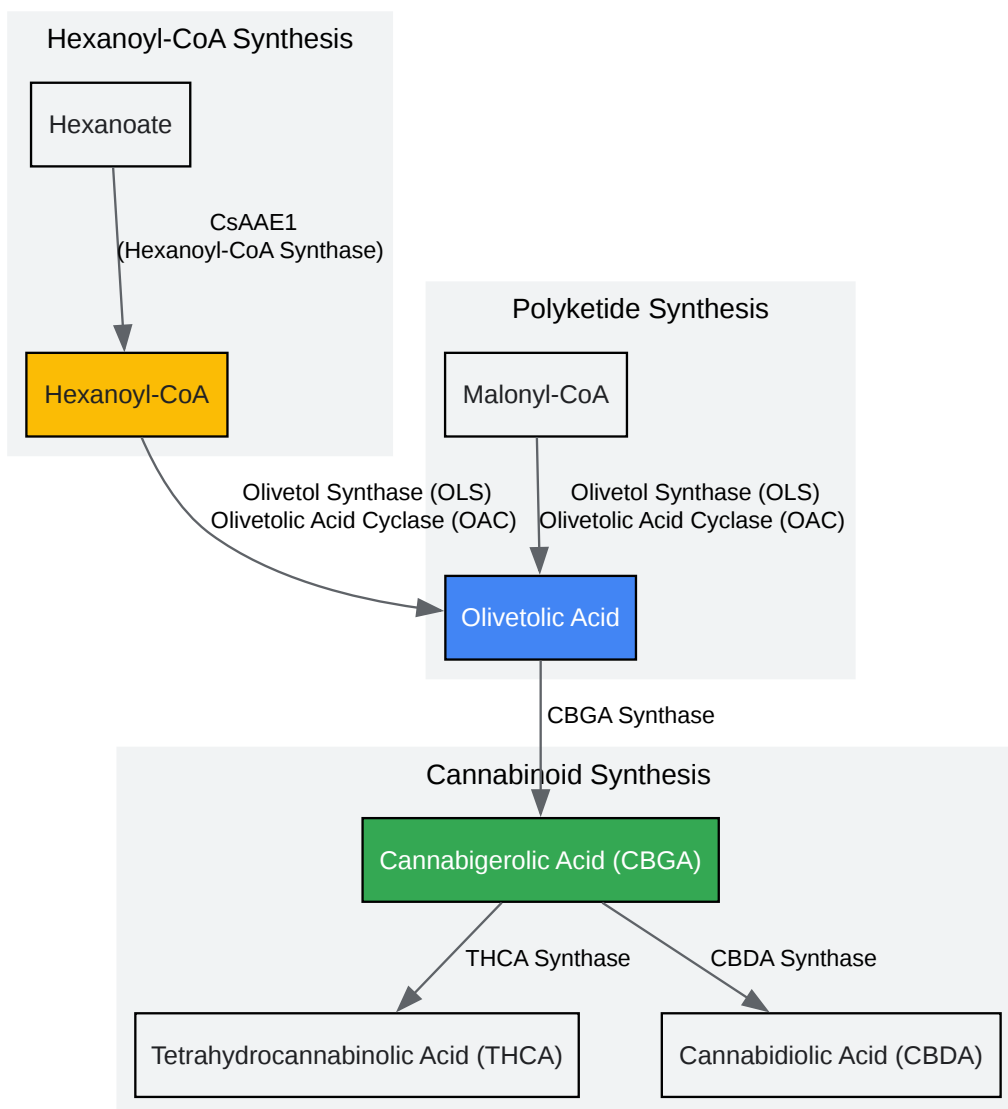 Hexanoyl-CoA Synthesis
Hexanoate
CsAAE1
(Hexanoyl-CoA Synthase)
Hexanoyl-CoA
Polyketide Synthesis
Malonyl-CoA
Olivetol Synthase (OLS)
Olivetolic Acid Cyclase (OAC)
Olivetol Synthase (OLS)
Olivetolic Acid Cyclase (OAC)
Olivetolic Acid
CBGA Synthase
Cannabinoid Synthesis
Cannabigerolic Acid (CBGA)
THCA Synthase
CBDA Synthase
Tetrahydrocannabinolic Acid (THCA)
Cannabidiolic Acid (CBDA)